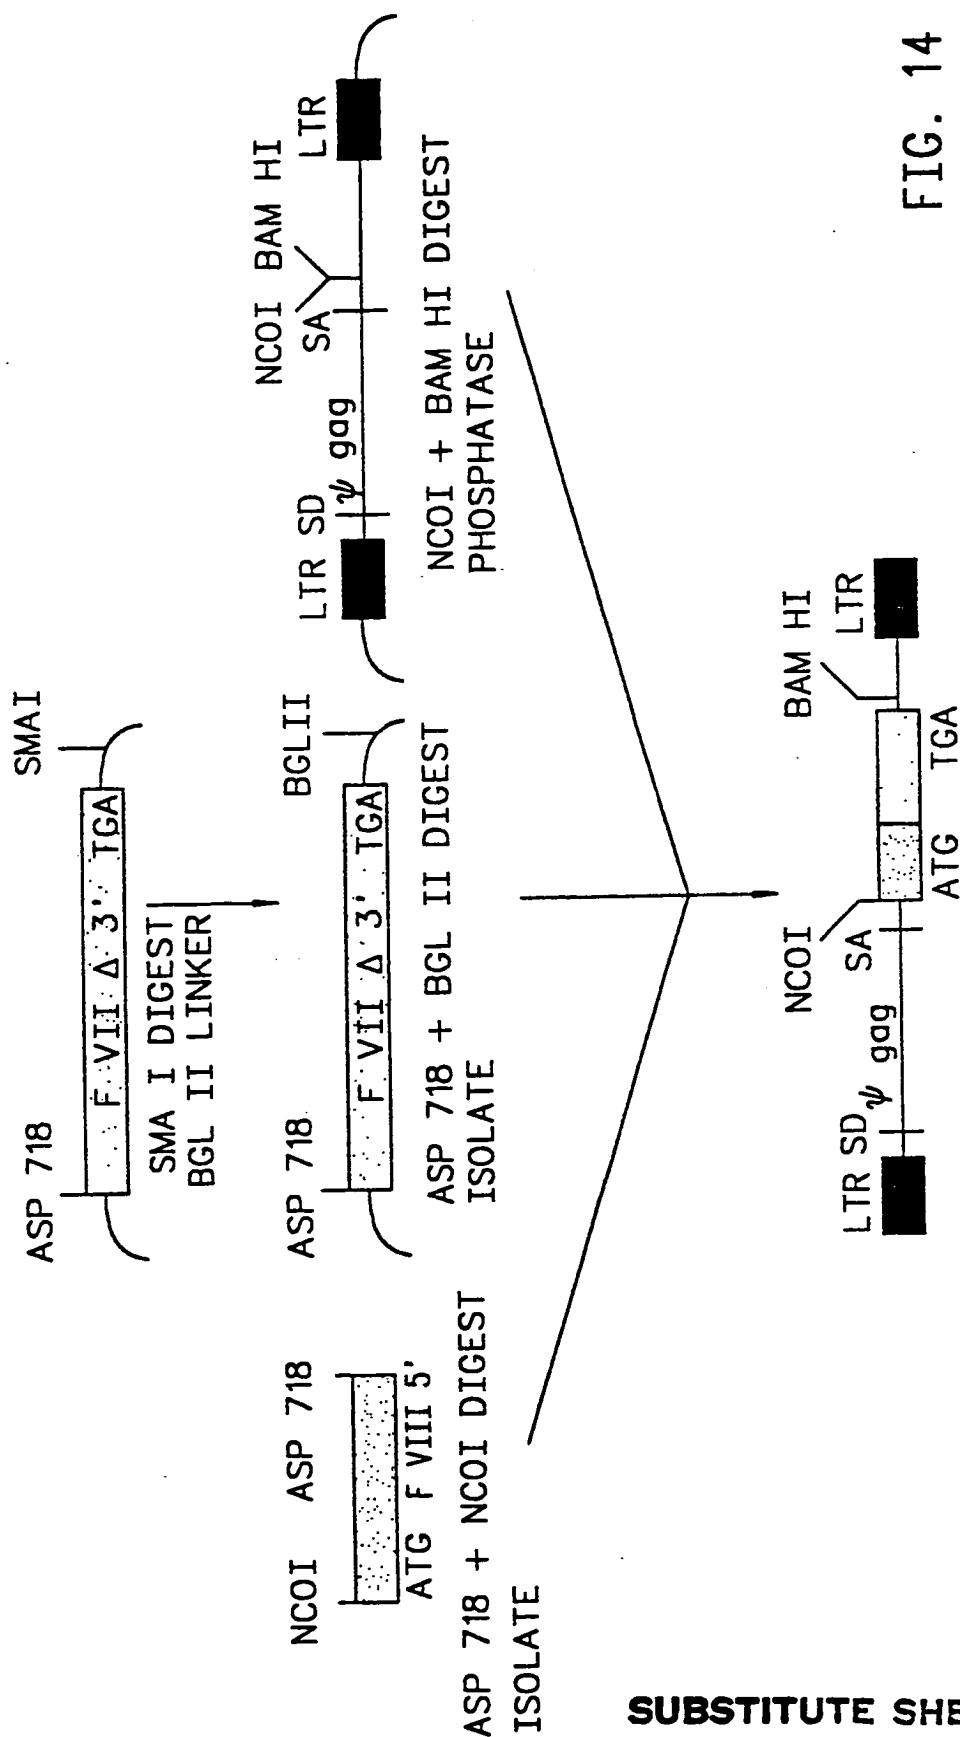 ASP 718
SMAI
F VII Δ 3' TGA
SMA I DIGEST
BGL II LINKER
NCOI ASP 718
ATG F VIII 5'
ASP 718 + NCOI DIGEST
ISOLATE
ASP 718
BGLII
F VII Δ 3' TGA
ASP 718 + BGL II DIGEST
ISOLATE
NCOI BAM HI
LTR SD ψ gag SA LTR
NCOI + BAM HI DIGEST
PHOSPHATASE
NCOI BAM HI
LTR SD ψ gag SA LTR
ATG TGA
FIG. 14
SUBSTITUTE SHE